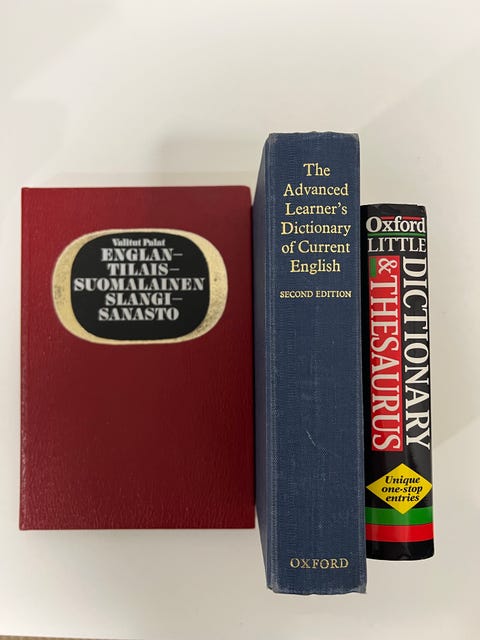 Valitut Palat
ENGLAN–
TILAIS–
SUOMALAINEN
SLANGI–
SANASTO
The
Advanced
Learner's
Dictionary
of Current
English
SECOND EDITION
OXFORD
Oxford
LITTLE
DICTIONARY
& THESAURUS
Unique
one-stop
entries